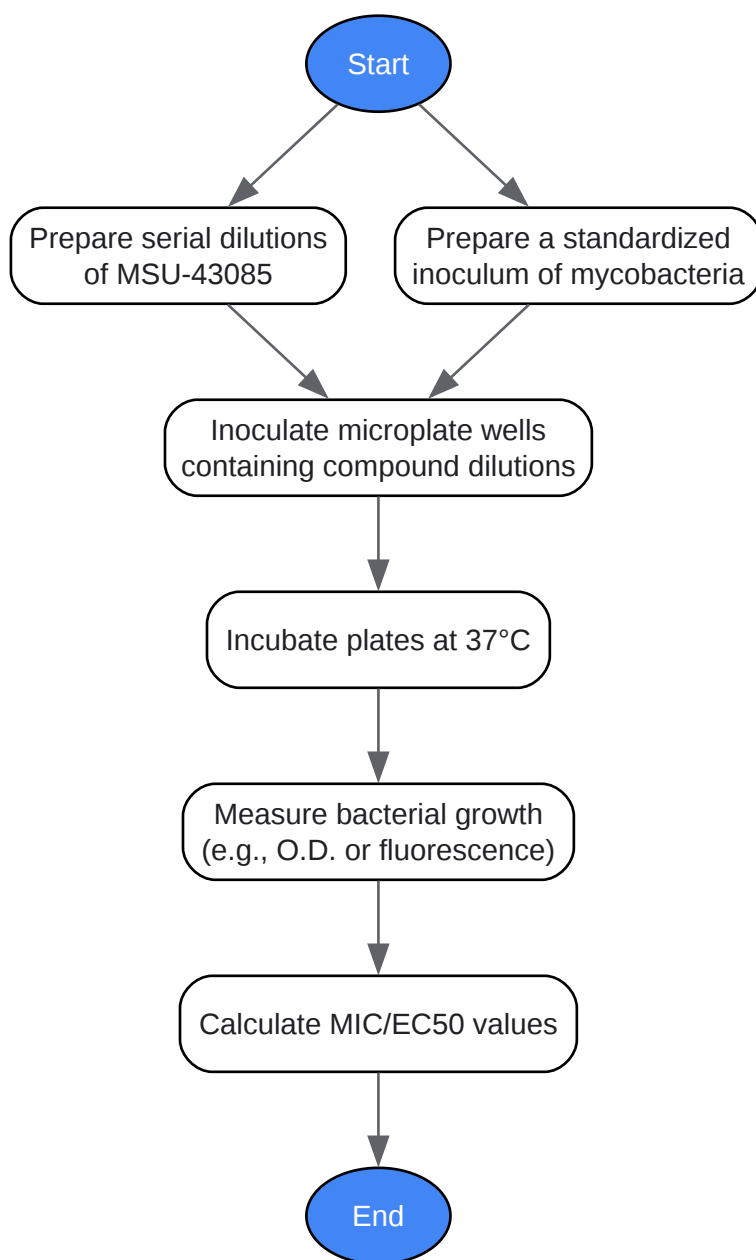 Start
Prepare serial dilutions
of MSU-43085
Prepare a standardized
inoculum of mycobacteria
Inoculate microplate wells
containing compound dilutions
Incubate plates at 37°C
Measure bacterial growth
(e.g., O.D. or fluorescence)
Calculate MIC/EC50 values
End